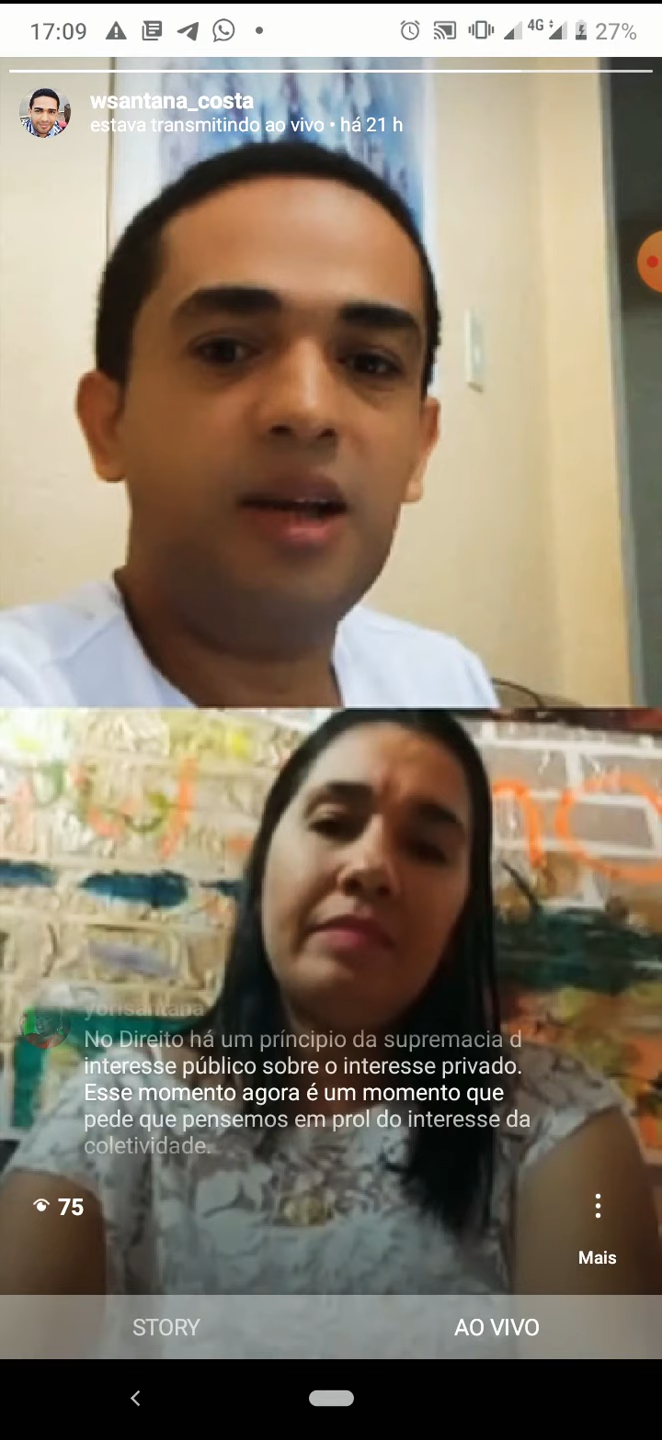 17:09
4G
27%
wsantana_costa
estava transmitindo ao vivo • há 21 h
yorisantana
No Direito há um príncipio da supremacia d
interesse público sobre o interesse privado.
Esse momento agora é um momento que
pede que pensemos em prol do interesse da
coletividade.
75
Mais
STORY
AO VIVO